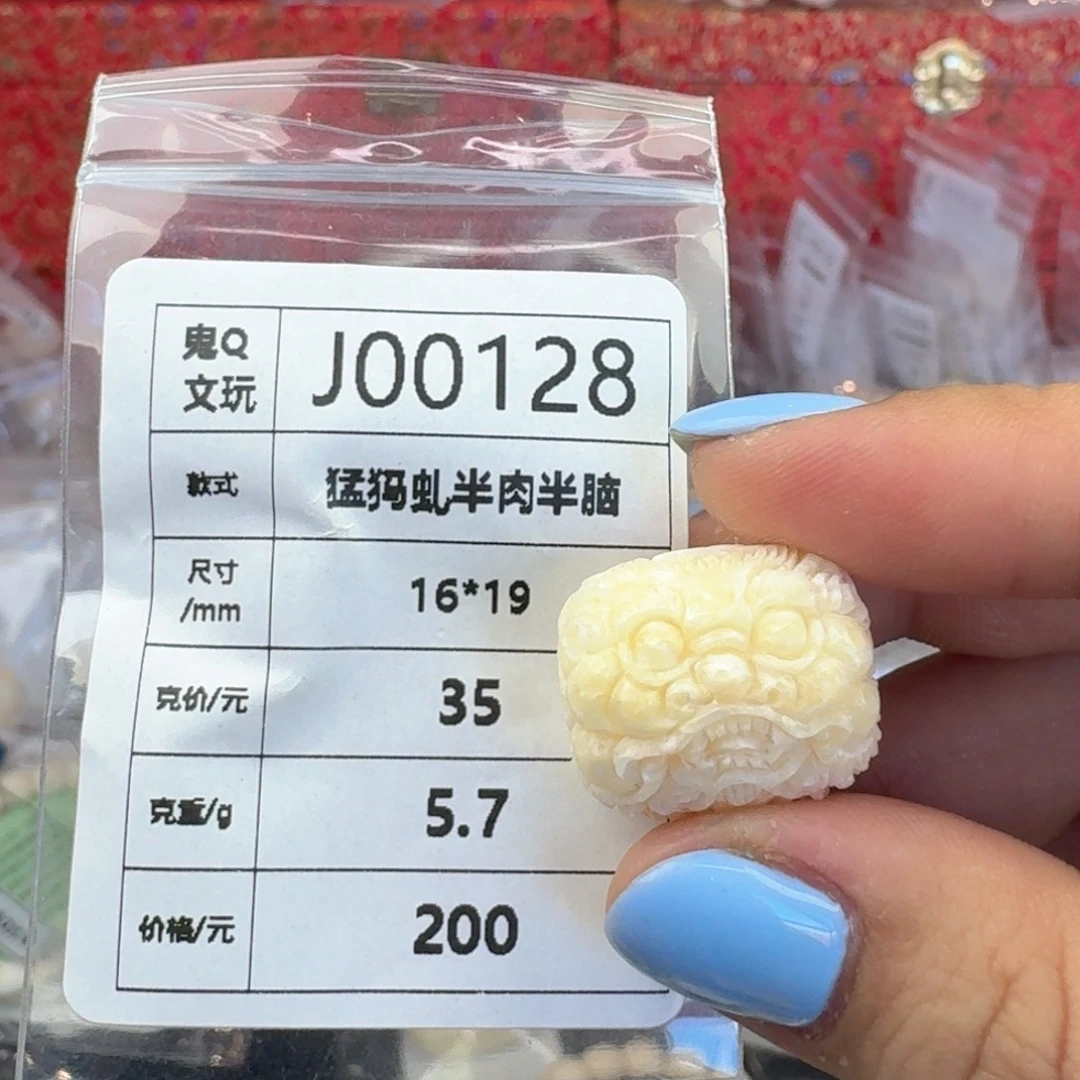 鬼Q
文玩
J00128
款式
猛犸虬半肉半脑
尺寸
/mm
16*19
克价/元
35
克重/g
5.7
价格/元
200